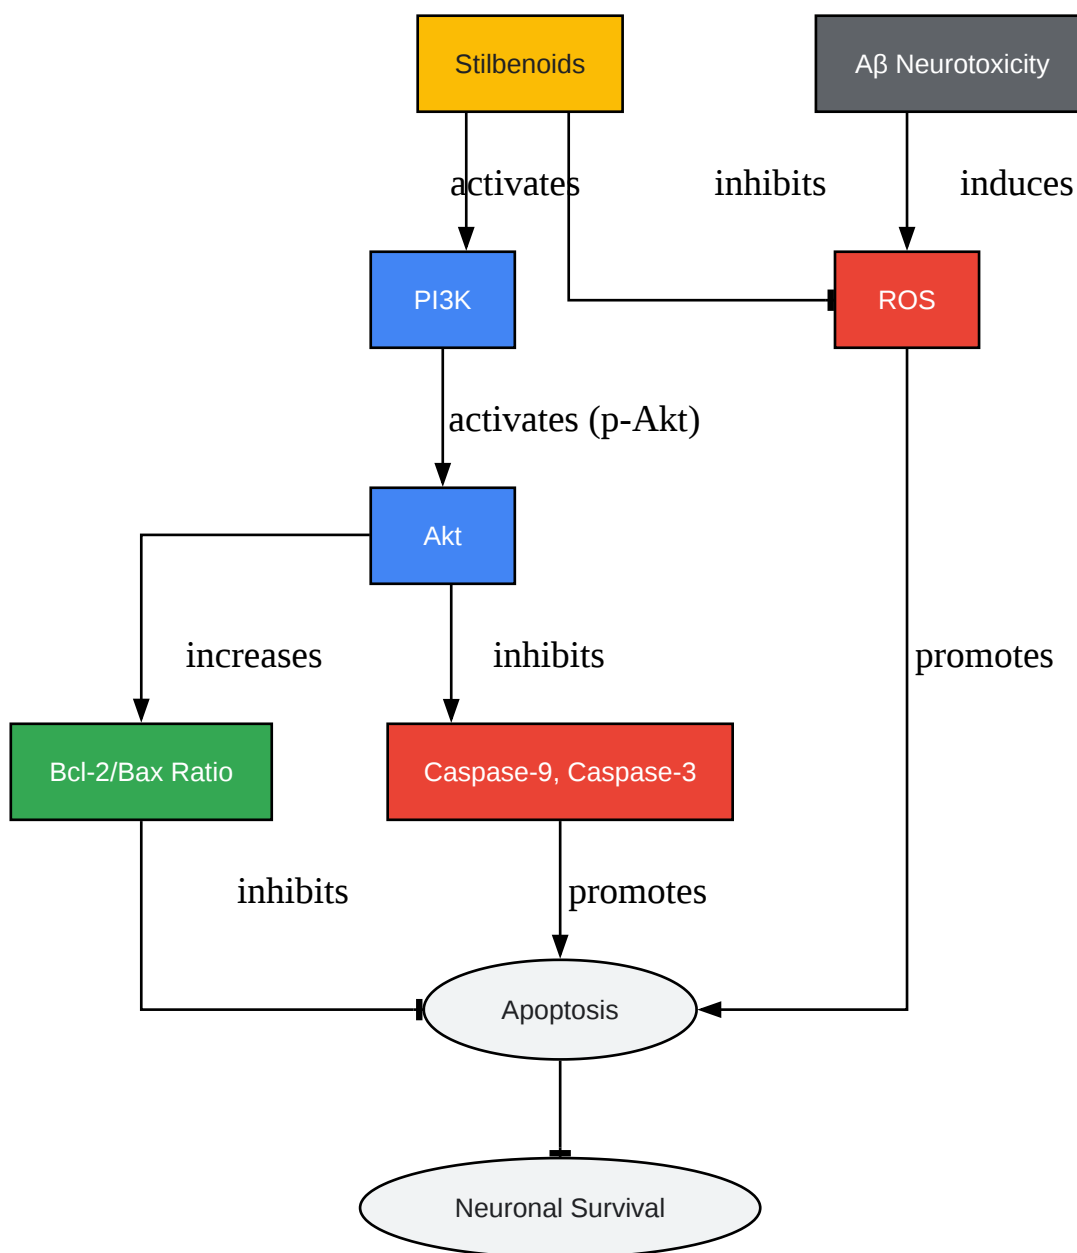 Stilbenoids
Aβ Neurotoxicity
activates
inhibits
induces
PI3K
ROS
activates (p-Akt)
Akt
increases
inhibits
promotes
Bcl-2/Bax Ratio
Caspase-9, Caspase-3
inhibits
promotes
Apoptosis
Neuronal Survival